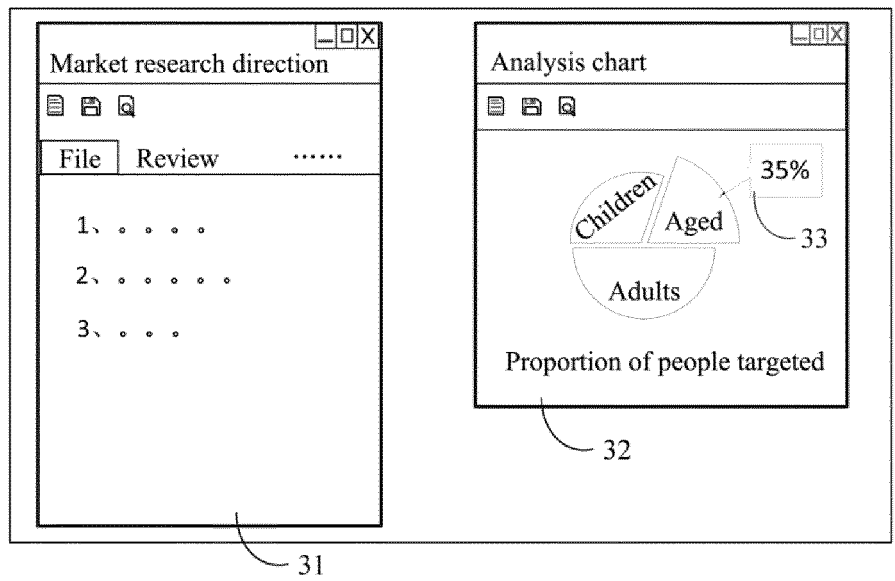 Market research direction
File Review ······
1、。。。。
2、。。。。。
3、。。。
31
Analysis chart
35%
Children
Aged
33
Adults
Proportion of people targeted
32